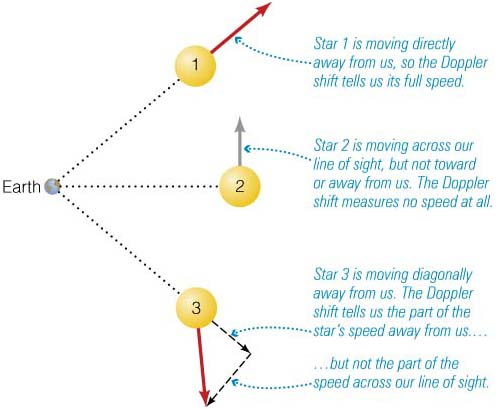 1
Star 1 is moving directly
away from us, so the Doppler
shift tells us its full speed.
Star 2 is moving across our
line of sight, but not toward
or away from us. The Doppler
shift measures no speed at all.
Earth
2
Star 3 is moving diagonally
away from us. The Doppler
shift tells us the part of the
star’s speed away from us….
3
…but not the part of the
speed across our line of sight.